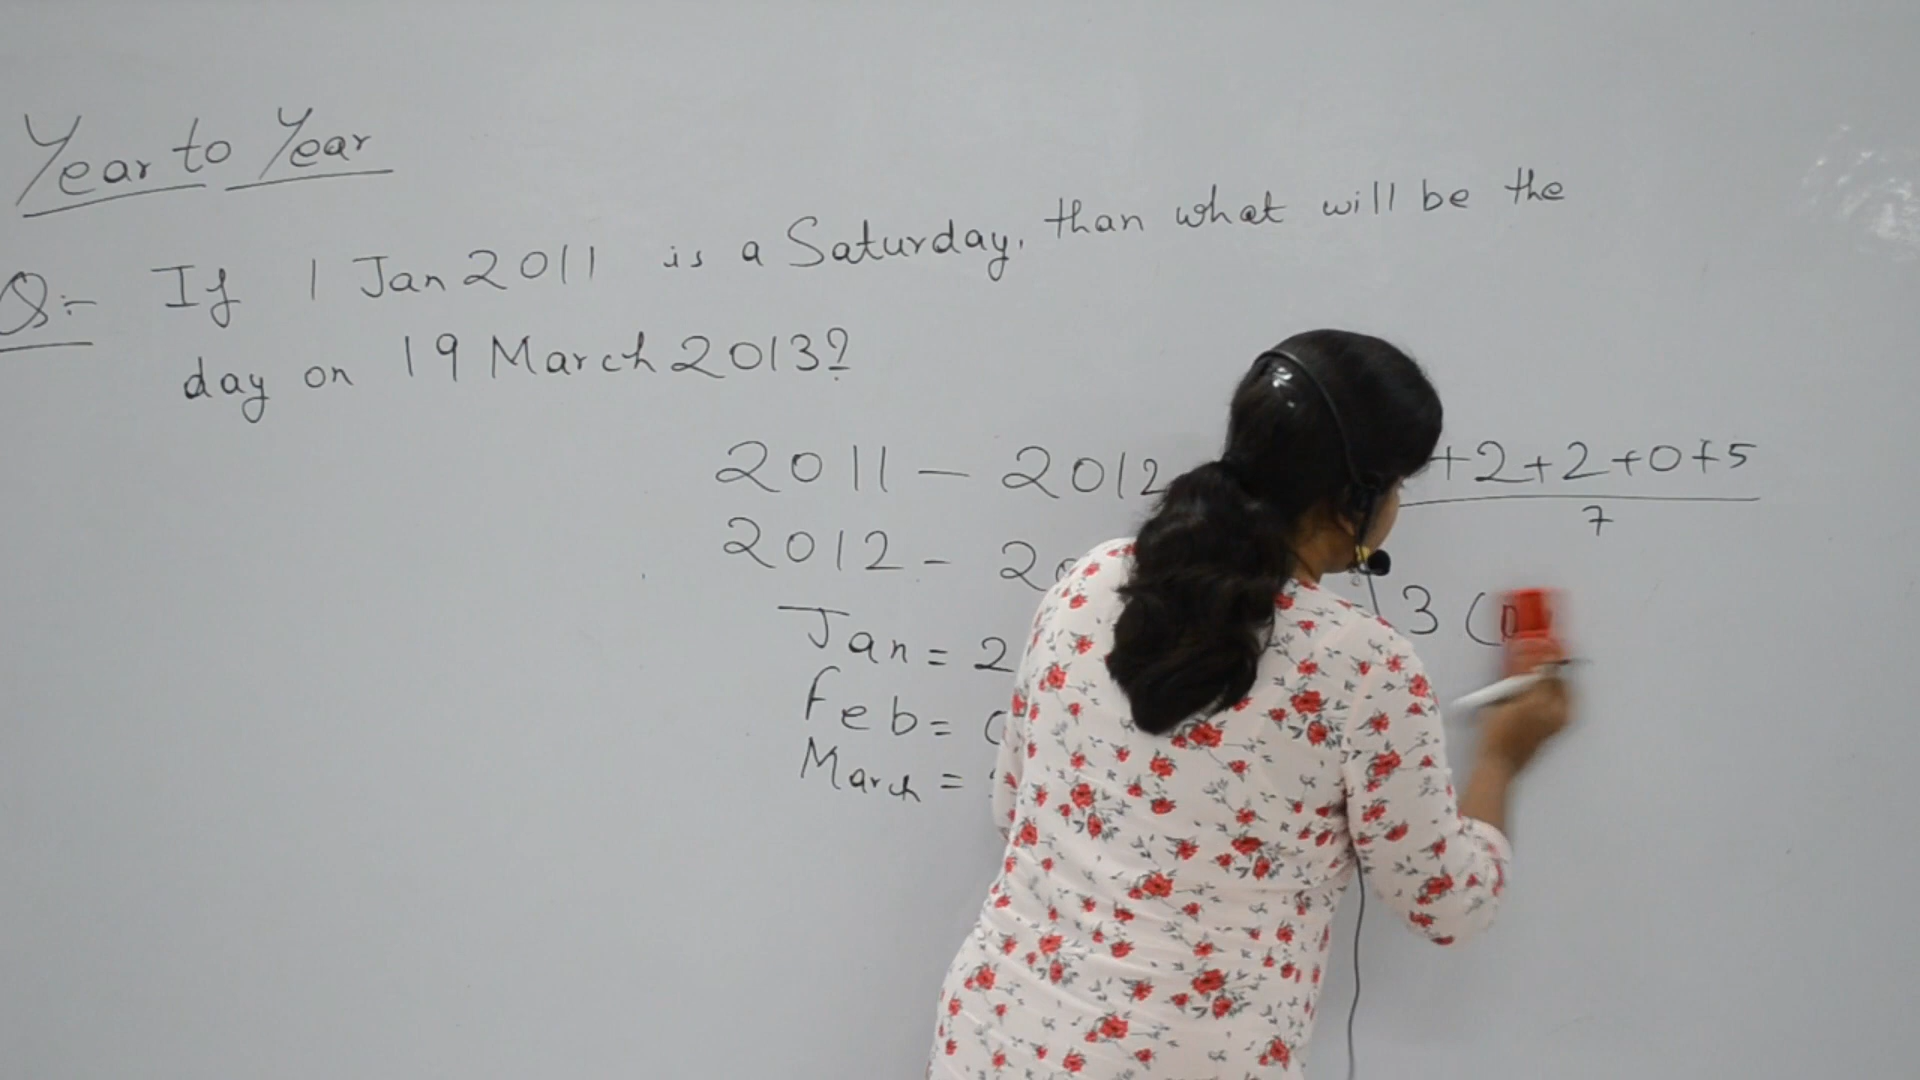 Year to Year
Q:- If 1 Jan 2011 is a Saturday, than what will be the
day on 19 March 2013?
2011 - 2012
2012 - 2
Jan = 2
Feb =
March =
+2+2+0+5
7
3 (